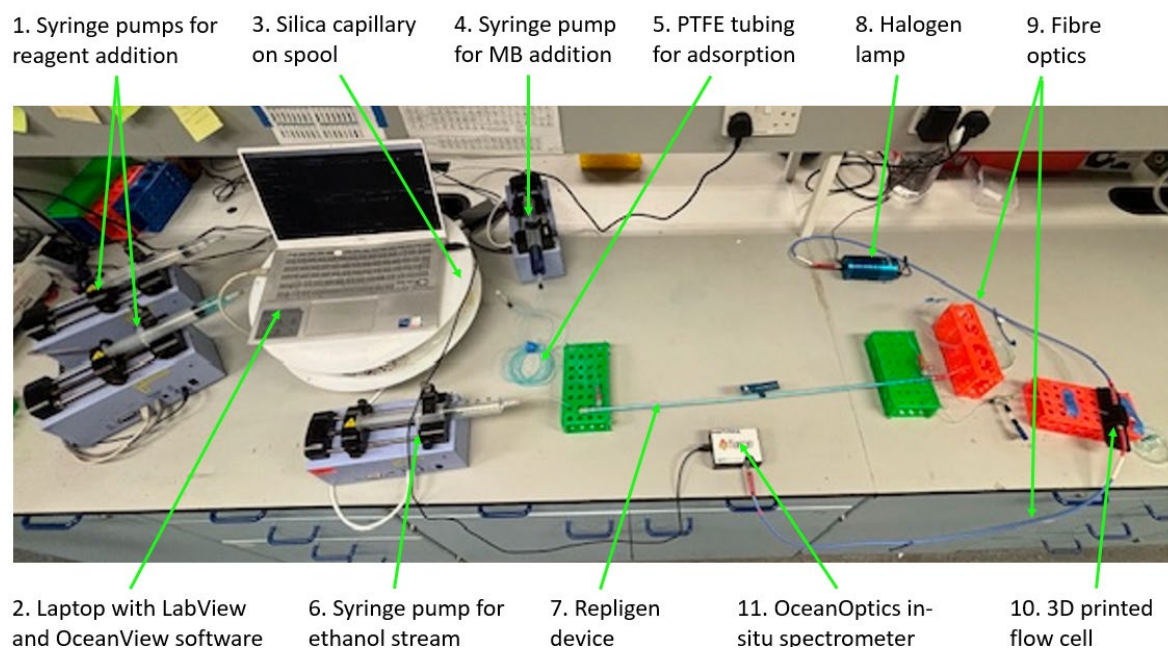 1. Syringe pumps for
reagent addition
3. Silica capillary
on spool
4. Syringe pump
for MB addition
5. PTFE tubing
for adsorption
8. Halogen
lamp
9. Fibre
optics
2. Laptop with LabView
and OceanView software
6. Syringe pump for
ethanol stream
7. Repligen
device
11. OceanOptics in-
situ spectrometer
10. 3D printed
flow cell